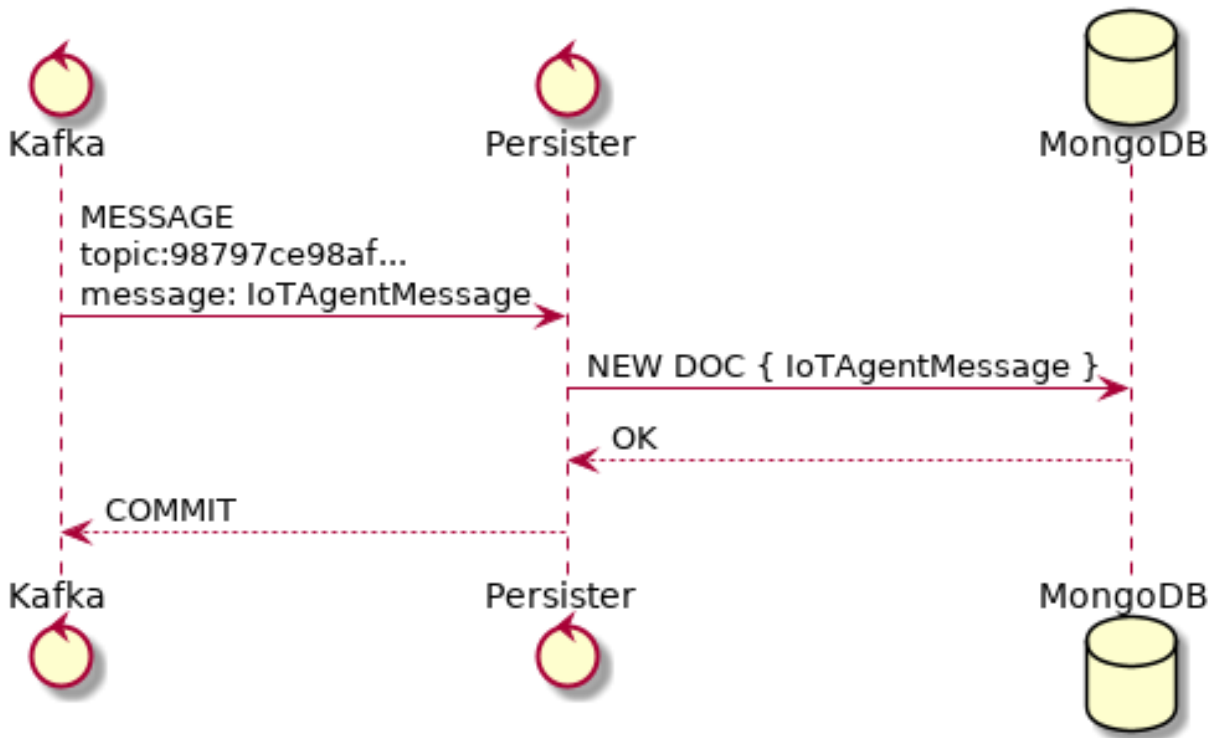 Kafka
Persister
MongoDB
MESSAGE
topic:98797ce98af...
message: IoTAgentMessage
NEW DOC { IoTAgentMessage }
OK
COMMIT
Kafka
Persister
MongoDB